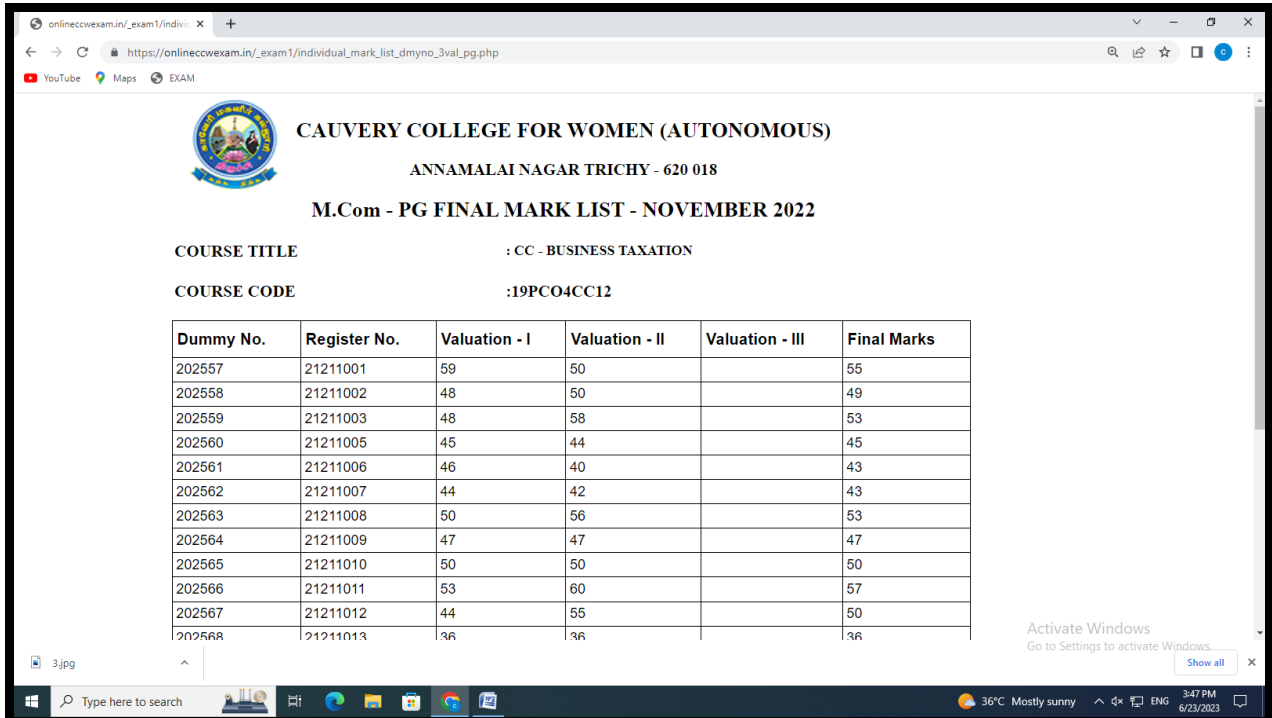 onlineccwexam.in/_exam1/individ
https://onlineccwexam.in/_exam1/individual_mark_list_dmyno_3val_pg.php
YouTube Maps EXAM
CAUVERY COLLEGE FOR WOMEN (AUTONOMOUS)
ANNAMALAI NAGAR TRICHY - 620 018
M.Com - PG FINAL MARK LIST - NOVEMBER 2022
COURSE TITLE : CC - BUSINESS TAXATION
COURSE CODE :19PCO4CC12
Dummy No. Register No. Valuation - I Valuation - II Valuation - III Final Marks
202557 21211001 59 50 55
202558 21211002 48 50 49
202559 21211003 48 58 53
202560 21211005 45 44 45
202561 21211006 46 40 43
202562 21211007 44 42 43
202563 21211008 50 56 53
202564 21211009 47 47 47
202565 21211010 50 50 50
202566 21211011 53 60 57
202567 21211012 44 55 50
202568 21211013 36 36 36
Activate Windows
Go to Settings to activate Windows.
3.jpg Show all
Type here to search 36°C Mostly sunny ENG 3:47 PM
6/23/2023